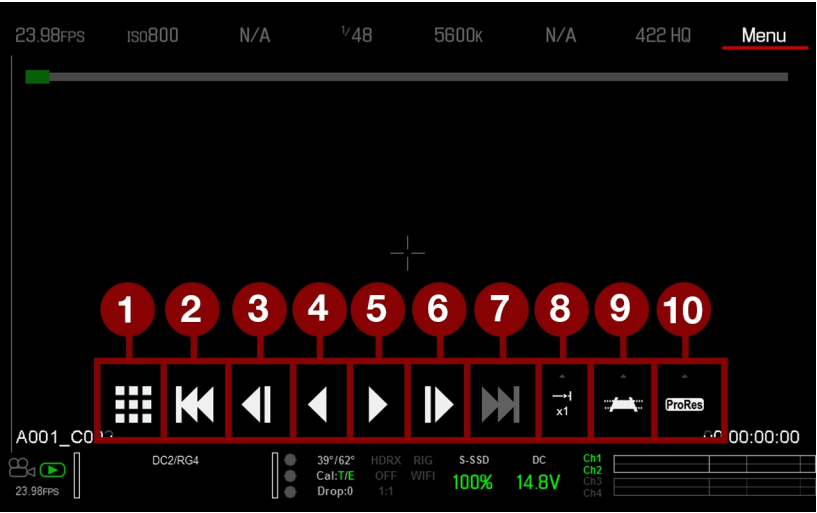 23.98FPS ISO800 N/A 1/48 5600K N/A 422 HQ Menu
1 2 3 4 5 6 7 8 9 10
x1 ProRes
A001_C00 00:00:00
DC2/RG4 39°/62° HDRX RIG S-SSD DC Ch1
Cal:T/E OFF WIFI 100% 14.8V Ch2
23.98FPS Drop:0 1:1 Ch3
Ch4